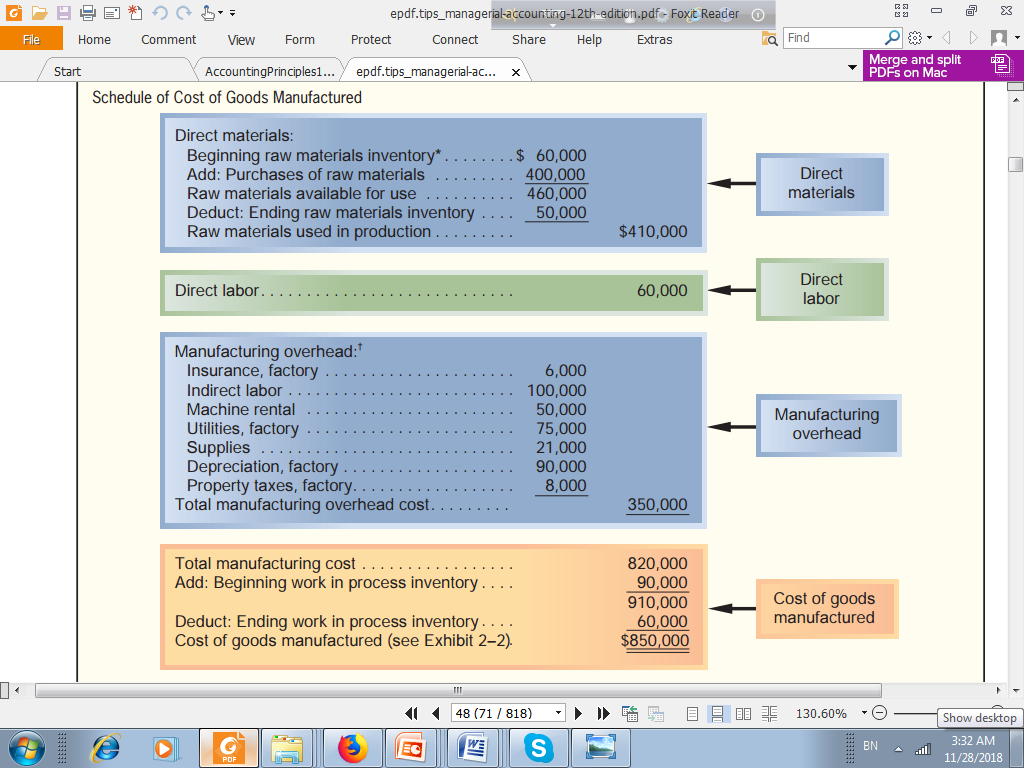 epdf.tips_managerial-accounting-12th-edition.pdf - Foxit Reader
File Home Comment View Form Protect Connect Share Help Extras Find
Start AccountingPrinciples1... epdf.tips_managerial-ac... x
Merge and split
PDFs on Mac
Schedule of Cost of Goods Manufactured
Direct materials:
Beginning raw materials inventory* . . . . . . . . $ 60,000
Add: Purchases of raw materials . . . . . . . . . 400,000
Raw materials available for use . . . . . . . . . . 460,000
Deduct: Ending raw materials inventory . . . . 50,000
Raw materials used in production . . . . . . . . . $410,000
Direct
materials
Direct labor. . . . . . . . . . . . . . . . . . . . . . . . . . . . 60,000
Direct
labor
Manufacturing overhead:†
Insurance, factory . . . . . . . . . . . . . . . . . . . . . 6,000
Indirect labor . . . . . . . . . . . . . . . . . . . . . . . . . 100,000
Machine rental . . . . . . . . . . . . . . . . . . . . . . . 50,000
Utilities, factory . . . . . . . . . . . . . . . . . . . . . . . 75,000
Supplies . . . . . . . . . . . . . . . . . . . . . . . . . . . . 21,000
Depreciation, factory . . . . . . . . . . . . . . . . . . . 90,000
Property taxes, factory. . . . . . . . . . . . . . . . . . 8,000
Total manufacturing overhead cost. . . . . . . . . 350,000
Manufacturing
overhead
Total manufacturing cost . . . . . . . . . . . . . . . . . 820,000
Add: Beginning work in process inventory . . . . 90,000
910,000
Deduct: Ending work in process inventory . . . . 60,000
Cost of goods manufactured (see Exhibit 2–2). $850,000
Cost of goods
manufactured
48 (71 / 818) 130.60%
Show desktop
PDF
BN
3:32 AM
11/28/2018